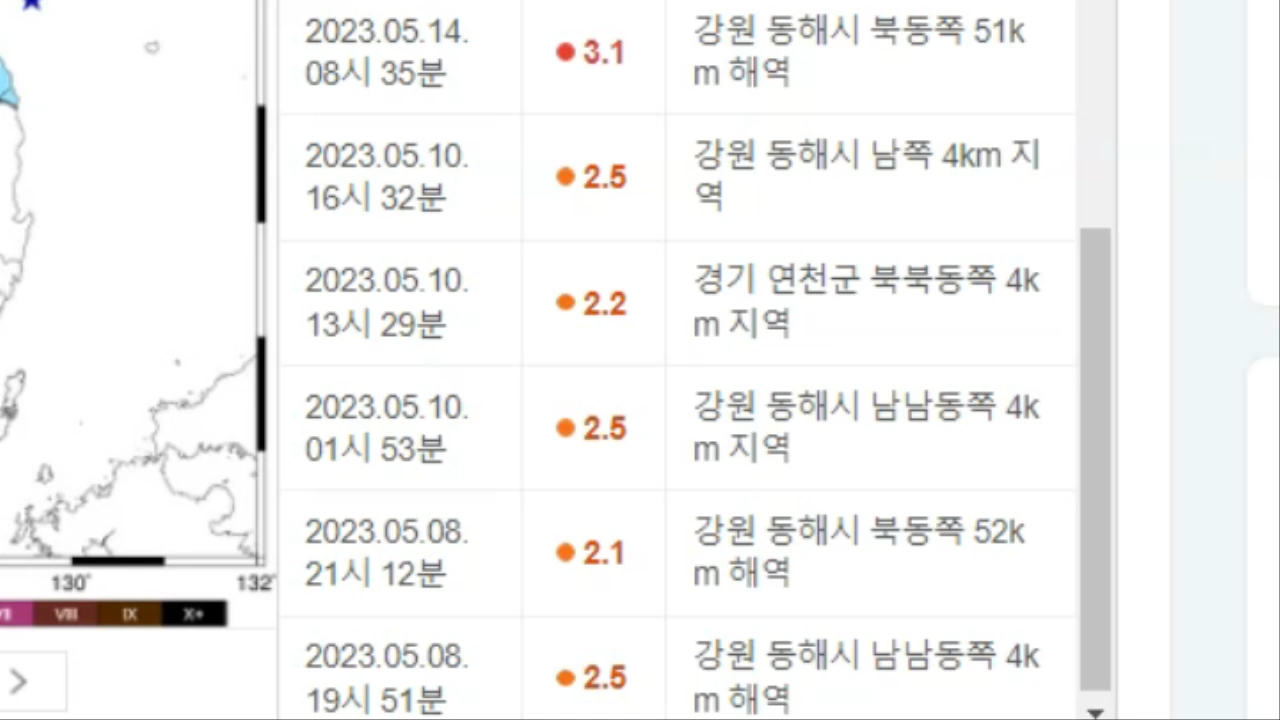 2023.05.14.
08시 35분
3.1
강원 동해시 북동쪽 51k
m 해역
2023.05.10.
16시 32분
2.5
강원 동해시 남쪽 4km 지
역
2023.05.10.
13시 29분
2.2
경기 연천군 북북동쪽 4k
m 지역
2023.05.10.
01시 53분
2.5
강원 동해시 남남동쪽 4k
m 지역
2023.05.08.
21시 12분
2.1
강원 동해시 북동쪽 52k
m 해역
2023.05.08.
19시 51분
2.5
강원 동해시 남남동쪽 4k
m 해역
130° 132°
VIII IX X+